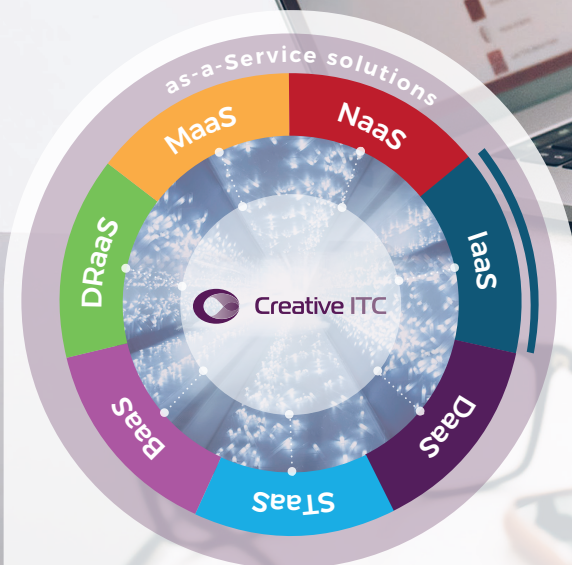 as-a-Service solutions
MaaS
NaaS
IaaS
DaaS
STaaS
BaaS
DRaaS
Creative ITC